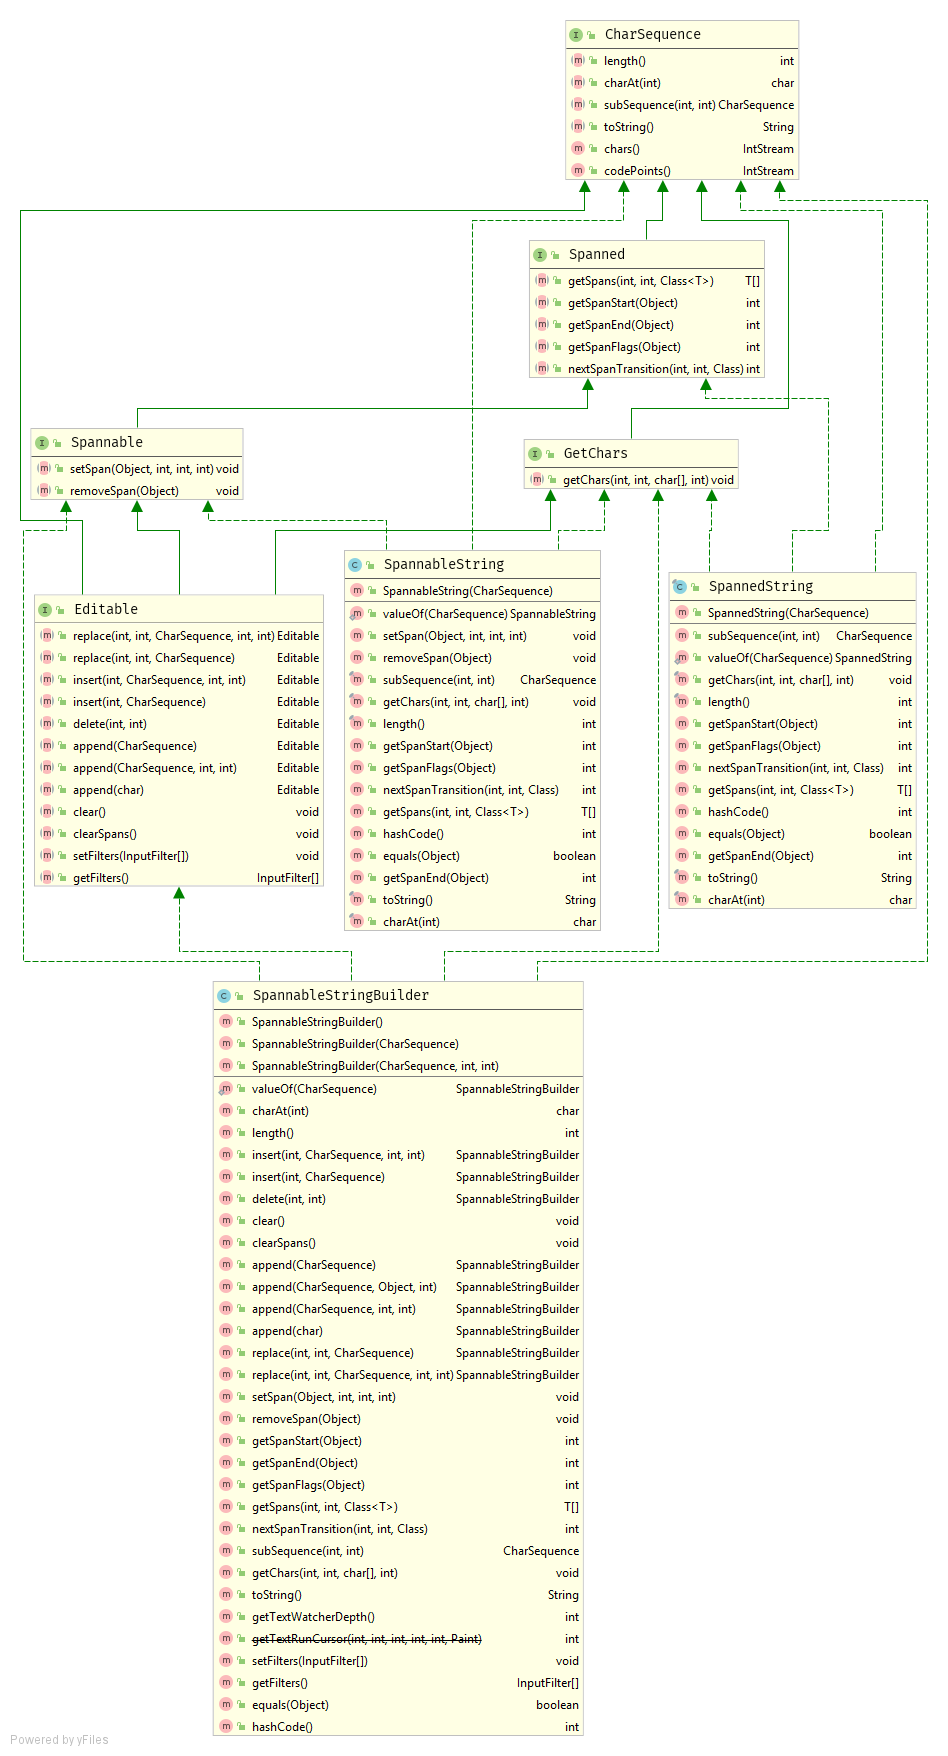 CharSequence
length() int
charAt(int) char
subSequence(int, int) CharSequence
toString() String
chars() IntStream
codePoints() IntStream
Spanned
getSpans(int, int, Class<T>) T[]
getSpanStart(Object) int
getSpanEnd(Object) int
getSpanFlags(Object) int
nextSpanTransition(int, int, Class) int
Spannable
setSpan(Object, int, int, int) void
removeSpan(Object) void
GetChars
getChars(int, int, char[], int) void
Editable
replace(int, int, CharSequence, int, int) Editable
replace(int, int, CharSequence) Editable
insert(int, CharSequence, int, int) Editable
insert(int, CharSequence) Editable
delete(int, int) Editable
append(CharSequence) Editable
append(CharSequence, int, int) Editable
append(char) Editable
clear() void
clearSpans() void
setFilters(InputFilter[]) void
getFilters() InputFilter[]
SpannableString
SpannableString(CharSequence)
valueOf(CharSequence) SpannableString
setSpan(Object, int, int, int) void
removeSpan(Object) void
subSequence(int, int) CharSequence
getChars(int, int, char[], int) void
length() int
getSpanStart(Object) int
getSpanFlags(Object) int
nextSpanTransition(int, int, Class) int
getSpans(int, int, Class<T>) T[]
hashCode() int
equals(Object) boolean
getSpanEnd(Object) int
toString() String
charAt(int) char
SpannedString
SpannedString(CharSequence)
subSequence(int, int) CharSequence
valueOf(CharSequence) SpannedString
getChars(int, int, char[], int) void
length() int
getSpanStart(Object) int
getSpanFlags(Object) int
nextSpanTransition(int, int, Class) int
getSpans(int, int, Class<T>) T[]
hashCode() int
equals(Object) boolean
getSpanEnd(Object) int
toString() String
charAt(int) char
SpannableStringBuilder
SpannableStringBuilder()
SpannableStringBuilder(CharSequence)
SpannableStringBuilder(CharSequence, int, int)
valueOf(CharSequence) SpannableStringBuilder
charAt(int) char
length() int
insert(int, CharSequence, int, int) SpannableStringBuilder
insert(int, CharSequence) SpannableStringBuilder
delete(int, int) SpannableStringBuilder
clear() void
clearSpans() void
append(CharSequence) SpannableStringBuilder
append(CharSequence, Object, int) SpannableStringBuilder
append(CharSequence, int, int) SpannableStringBuilder
append(char) SpannableStringBuilder
replace(int, int, CharSequence) SpannableStringBuilder
replace(int, int, CharSequence, int, int) SpannableStringBuilder
setSpan(Object, int, int, int) void
removeSpan(Object) void
getSpanStart(Object) int
getSpanEnd(Object) int
getSpanFlags(Object) int
getSpans(int, int, Class<T>) T[]
nextSpanTransition(int, int, Class) int
subSequence(int, int) CharSequence
getChars(int, int, char[], int) void
toString() String
getTextWatcherDepth() int
getTextRunCursor(int, int, int, int, int, Paint) int
setFilters(InputFilter[]) void
getFilters() InputFilter[]
equals(Object) boolean
hashCode() int
Powered by yFiles